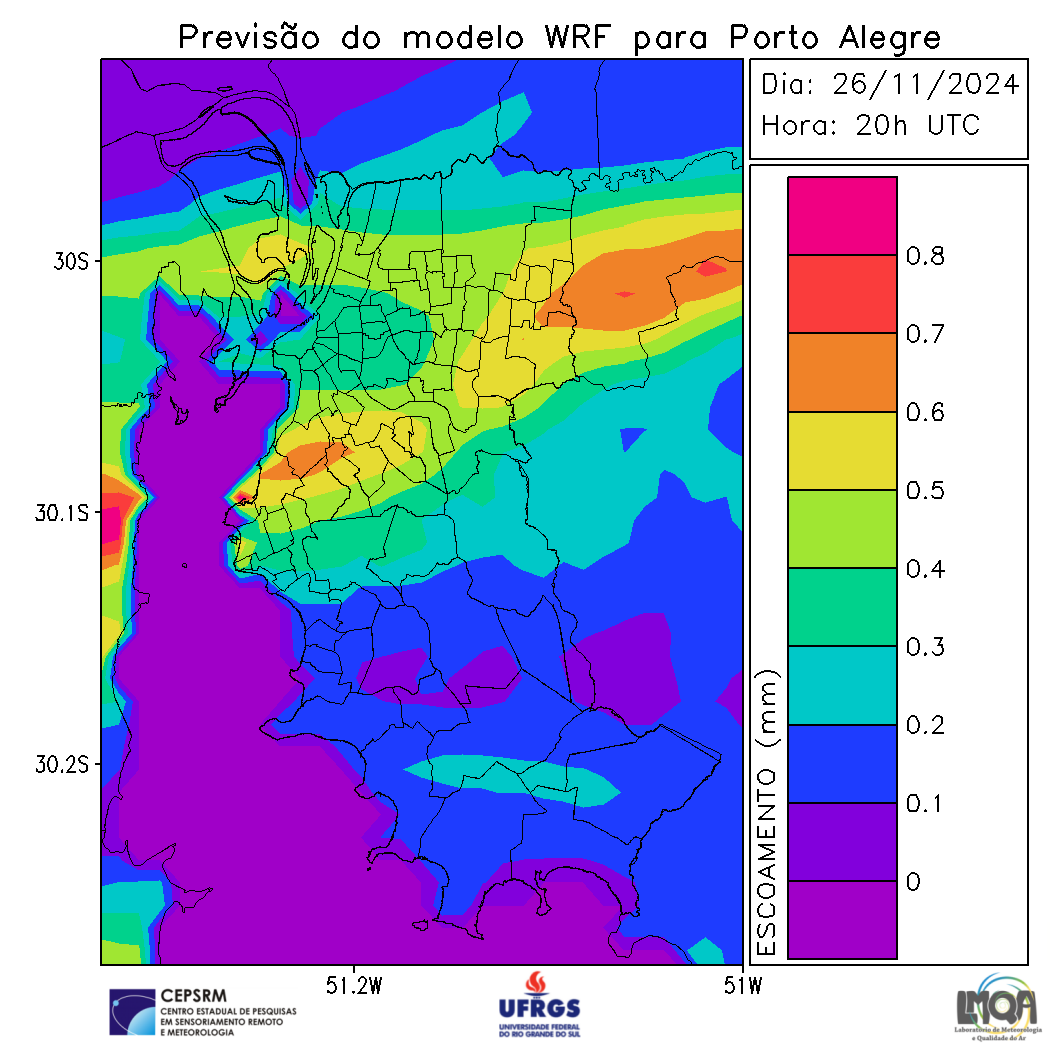 Previsão do modelo WRF para Porto Alegre
Dia: 26/11/2024
Hora: 20h UTC
30S
30.1S
30.2S
51.2W
51W
ESCOAMENTO (mm)
0.8
0.7
0.6
0.5
0.4
0.3
0.2
0.1
0
CEPSRM
CENTRO ESTADUAL DE PESQUISAS
EM SENSORIAMENTO REMOTO
E METEOROLOGIA
UFRGS
UNIVERSIDADE FEDERAL
DO RIO GRANDE DO SUL
LMQA
Laboratório de Meteorologia
e Qualidade do Ar